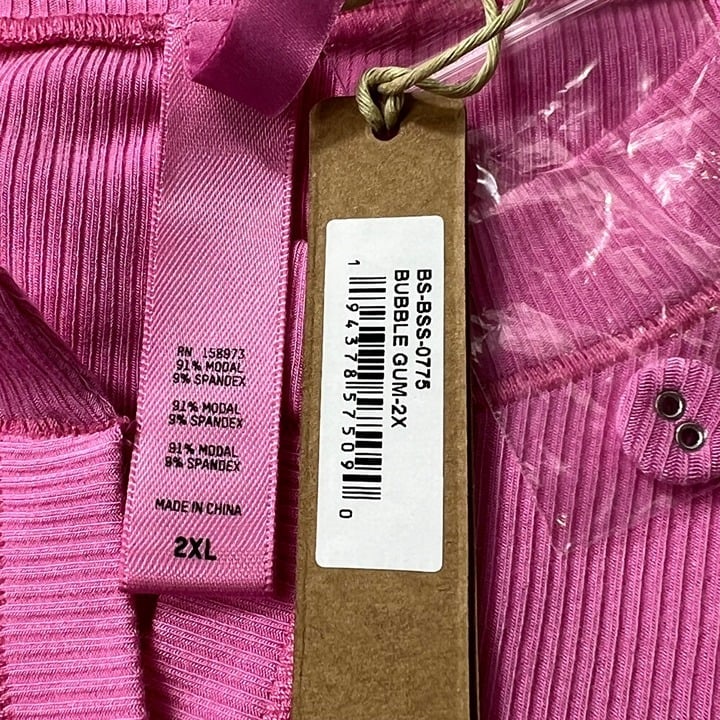 RN 158973
91% MODAL
9% SPANDEX
91% MODAL
9% SPANDEX
91% MODAL
9% SPANDEX
MADE IN CHINA
2XL
BS-BSS-0775
BUBBLE GUM-2X
1 94378 57509 0